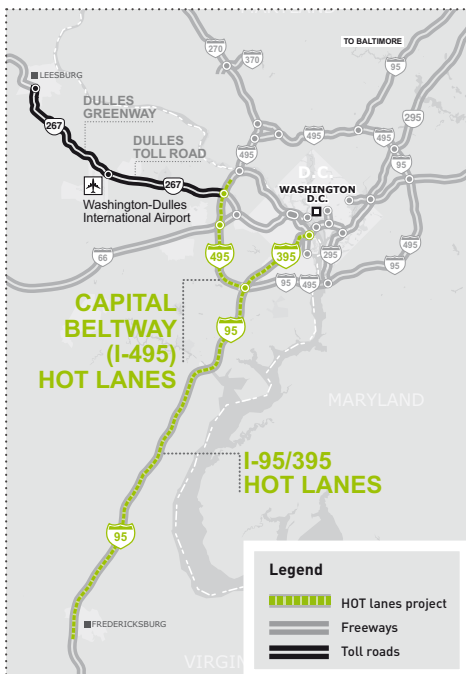 TO BALTIMORE
270
370
95
LEESBURG
495
295
DULLES
GREENWAY
267
495
495
95
DULLES
TOLL ROAD
D.C.
WASHINGTON
D.C.
267
Washington-Dulles
International Airport
495
66
495
395
295
95
95
495
CAPITAL
BELTWAY
(I-495)
HOT LANES
95
MARYLAND
I-95/395
HOT LANES
95
FREDERICKSBURG
VIRGIN
Legend
HOT lanes project
Freeways
Toll roads